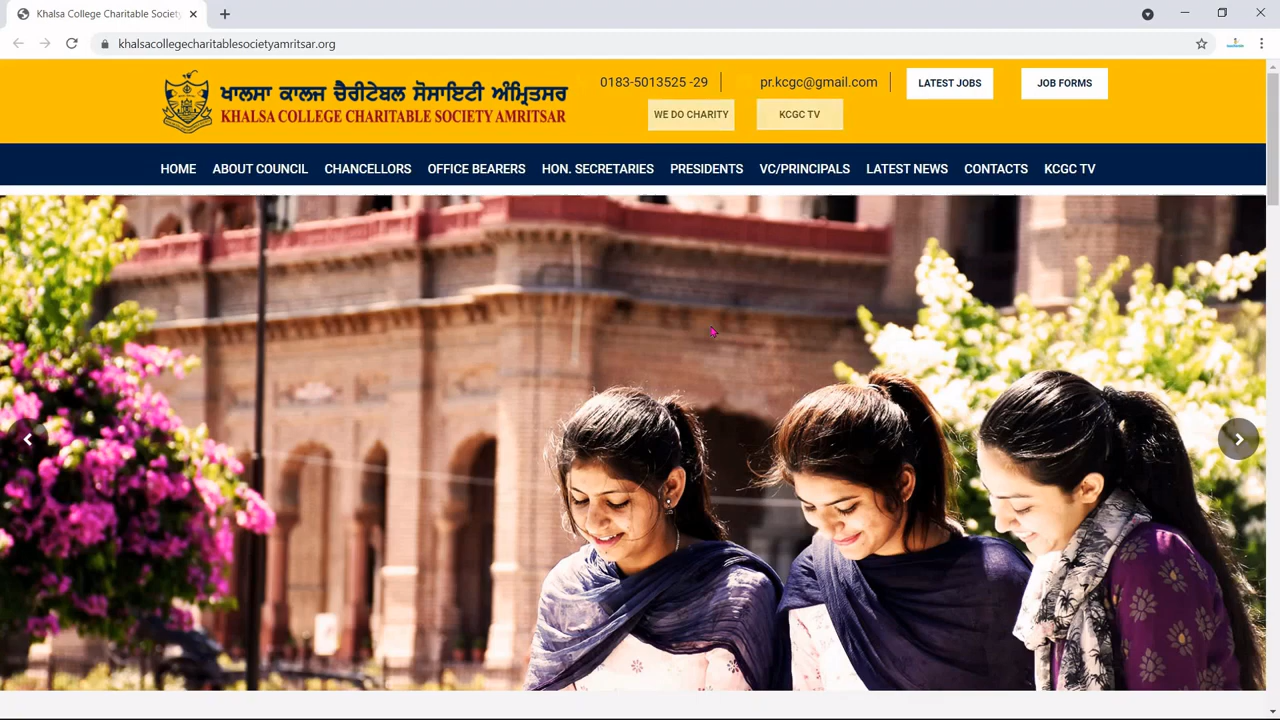 Khalsa College Charitable Society
khalsacollegecharitablesocietyamritsar.org
ਖਾਲਸਾ ਕਾਲਜ ਚੈਰੀਟੇਬਲ ਸੋਸਾਇਟੀ ਅੰਮ੍ਰਿਤਸਰ
KHALSA COLLEGE CHARITABLE SOCIETY AMRITSAR
0183-5013525 -29
pr.kcgc@gmail.com
LATEST JOBS
JOB FORMS
WE DO CHARITY
KCGC TV
HOME ABOUT COUNCIL CHANCELLORS OFFICE BEARERS HON. SECRETARIES PRESIDENTS VC/PRINCIPALS LATEST NEWS CONTACTS KCGC TV